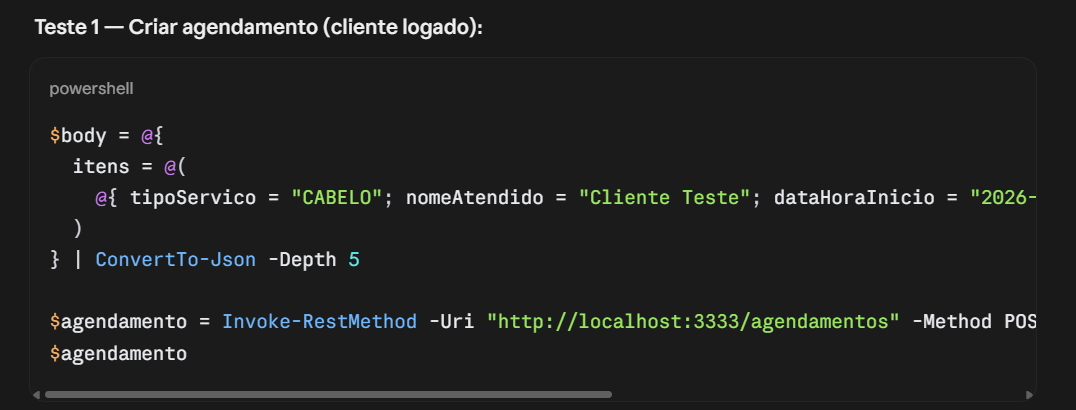 Teste 1 — Criar agendamento (cliente logado):
powershell
$body = @{
itens = @(
@{ tipoServico = "CABELO"; nomeAtendido = "Cliente Teste"; dataHoraInicio = "2026-
)
} | ConvertTo-Json -Depth 5
$agendamento = Invoke-RestMethod -Uri "http://localhost:3333/agendamentos" -Method POS
$agendamento